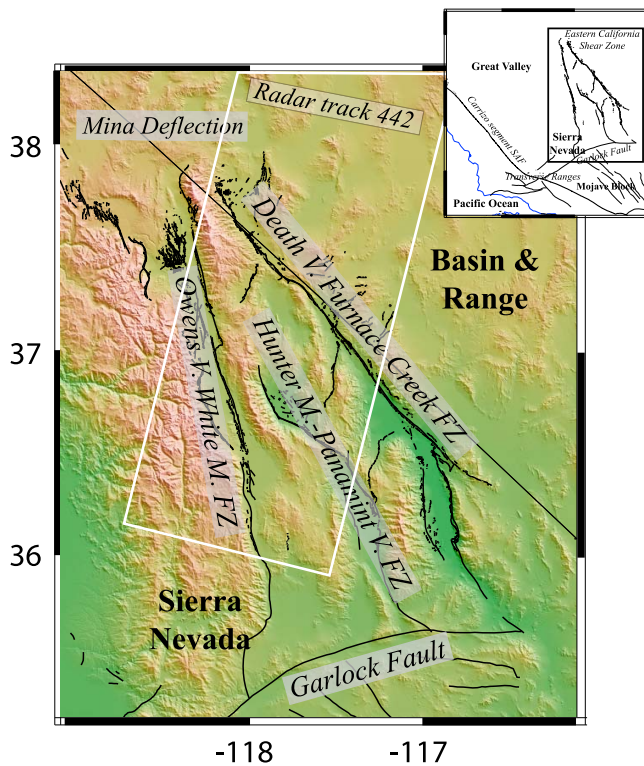 Eastern California
Shear Zone
Great Valley
Carrizo segment SAF
Sierra
Nevada
Garlock Fault
Transverse Ranges
Mojave Block
Pacific Ocean
Radar track 442
Mina Deflection
38
Death V. Furnace Creek FZ
Basin &
Range
Owens V. White M. FZ
Hunter M.-Panamint V. FZ
37
36
Sierra
Nevada
Garlock Fault
-118
-117